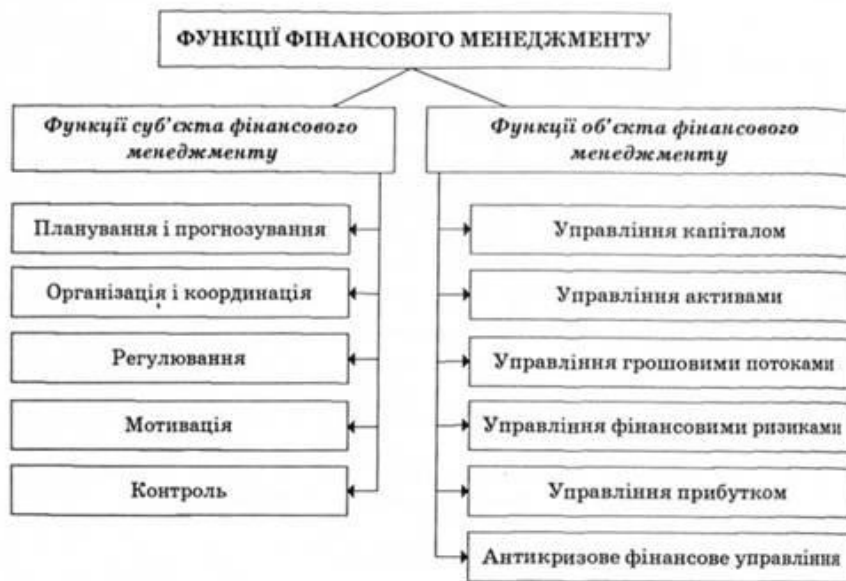 ФУНКЦІЇ ФІНАНСОВОГО МЕНЕДЖМЕНТУ
Функції суб’єкта фінансового
менеджменту
Планування і прогнозування
Організація і координація
Регулювання
Мотивація
Контроль
Функції об’єкта фінансового
менеджменту
Управління капіталом
Управління активами
Управління грошовими потоками
Управління фінансовими ризиками
Управління прибутком
Антикризове фінансове управління